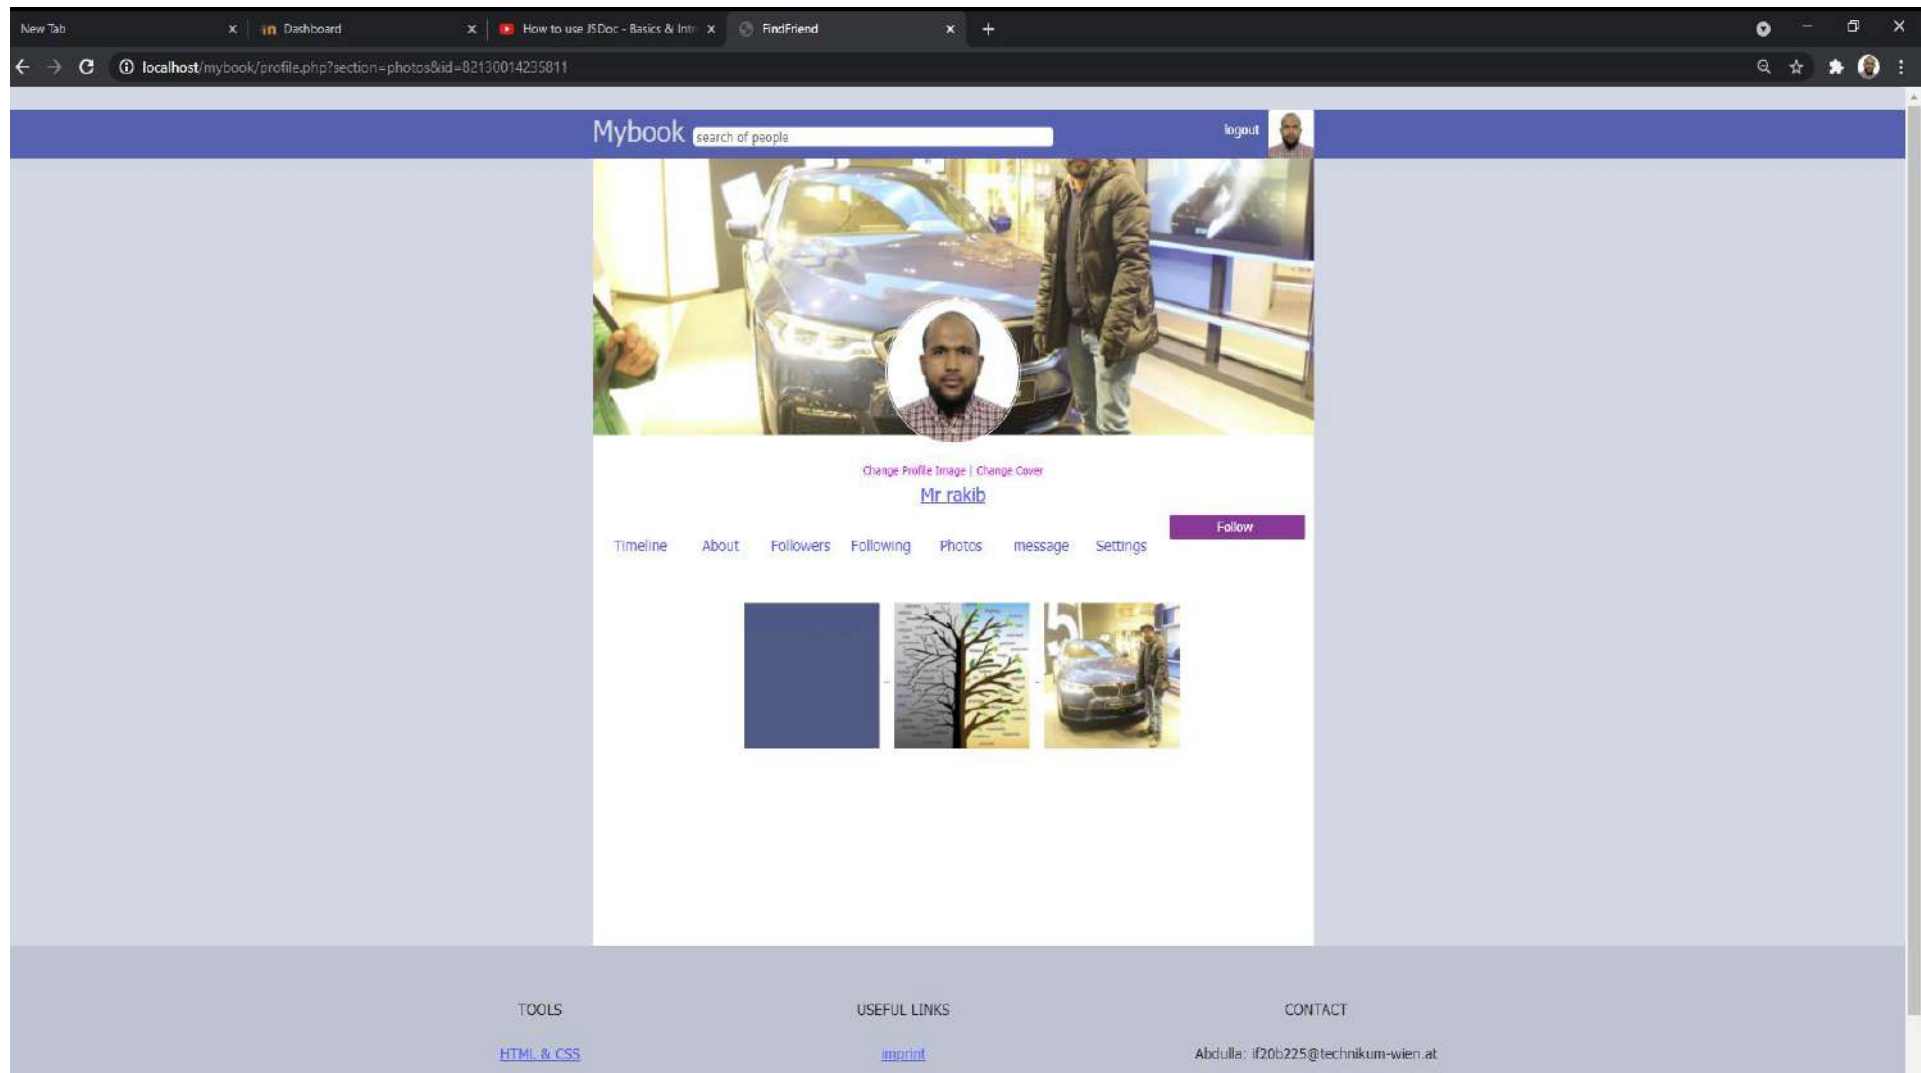 New Tab
Dashboard
How to use JSDoc - Basics & Intr
FindFriend
localhost/mybook/profile.php?section=photos&id=82130014235811
Mybook
search of people
logout
Change Profile Image | Change Cover
Mr rakib
Follow
Timeline About Followers Following Photos message Settings
5
TOOLS USEFUL LINKS CONTACT
HTML & CSS imprint Abdulla: if20b225@technikum-wien.at